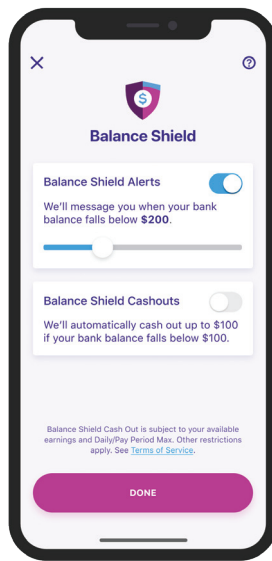 Balance Shield
Balance Shield Alerts
We'll message you when your bank
balance falls below $200.
Balance Shield Cashouts
We'll automatically cash out up to $100
if your bank balance falls below $100.
Balance Shield Cash Out is subject to your available
earnings and Daily/Pay Period Max. Other restrictions
apply. See Terms of Service.
DONE